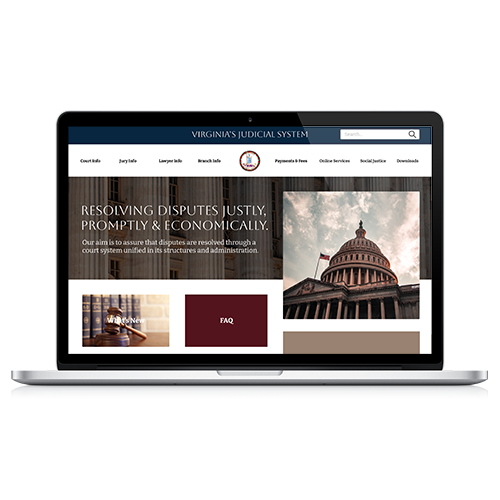 VIRGINIA'S JUDICIAL SYSTEM
Search...
Court Info
Jury Info
Lawyer Info
Branch Info
Payments & Fees
Online Services
Social Justice
Downloads
RESOLVING DISPUTES JUSTLY,
PROMPTLY & ECONOMICALLY.
Our aim is to assure that disputes are resolved through a
court system unified in its structures and administration.
What's New
FAQ